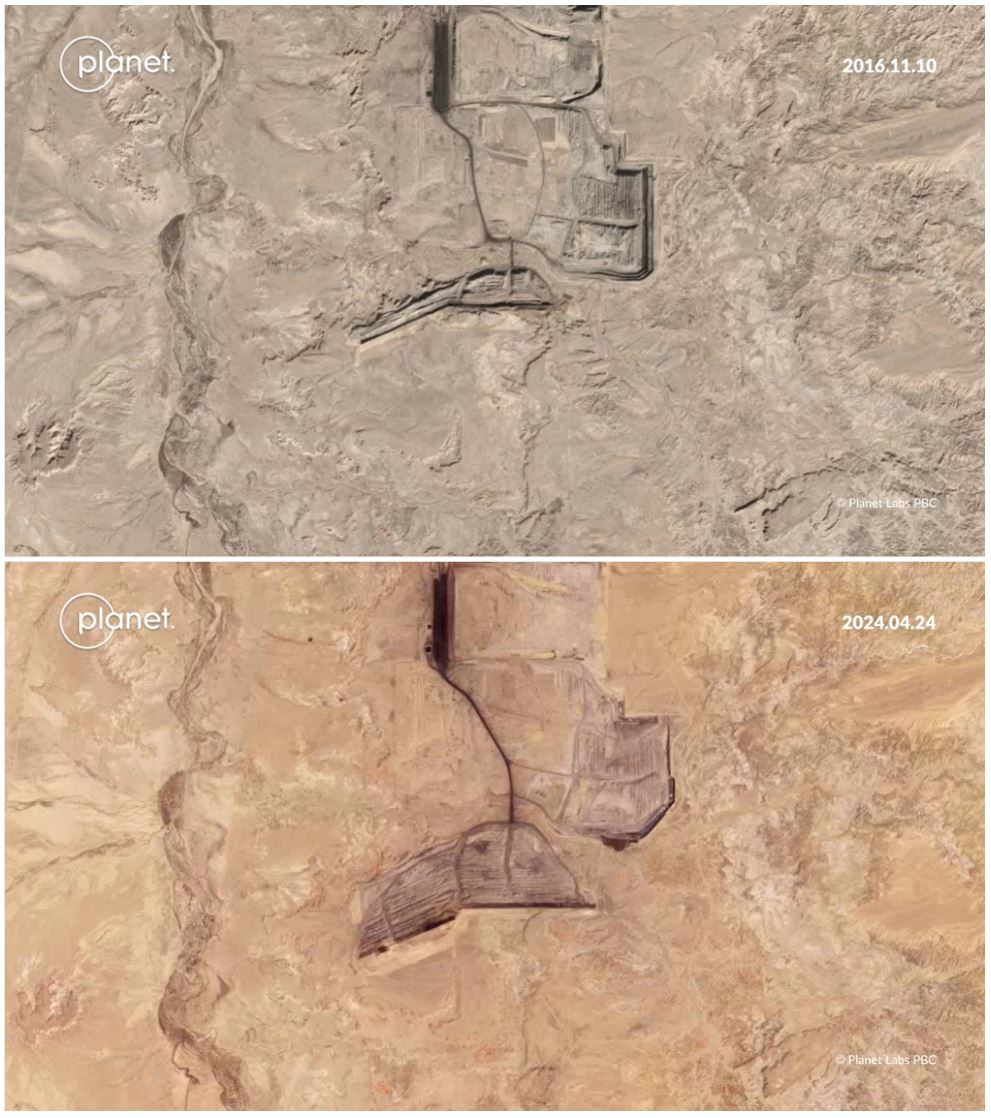 planet.
2016.11.10
© Planet Labs PBC
planet.
2024.04.24
© Planet Labs PBC